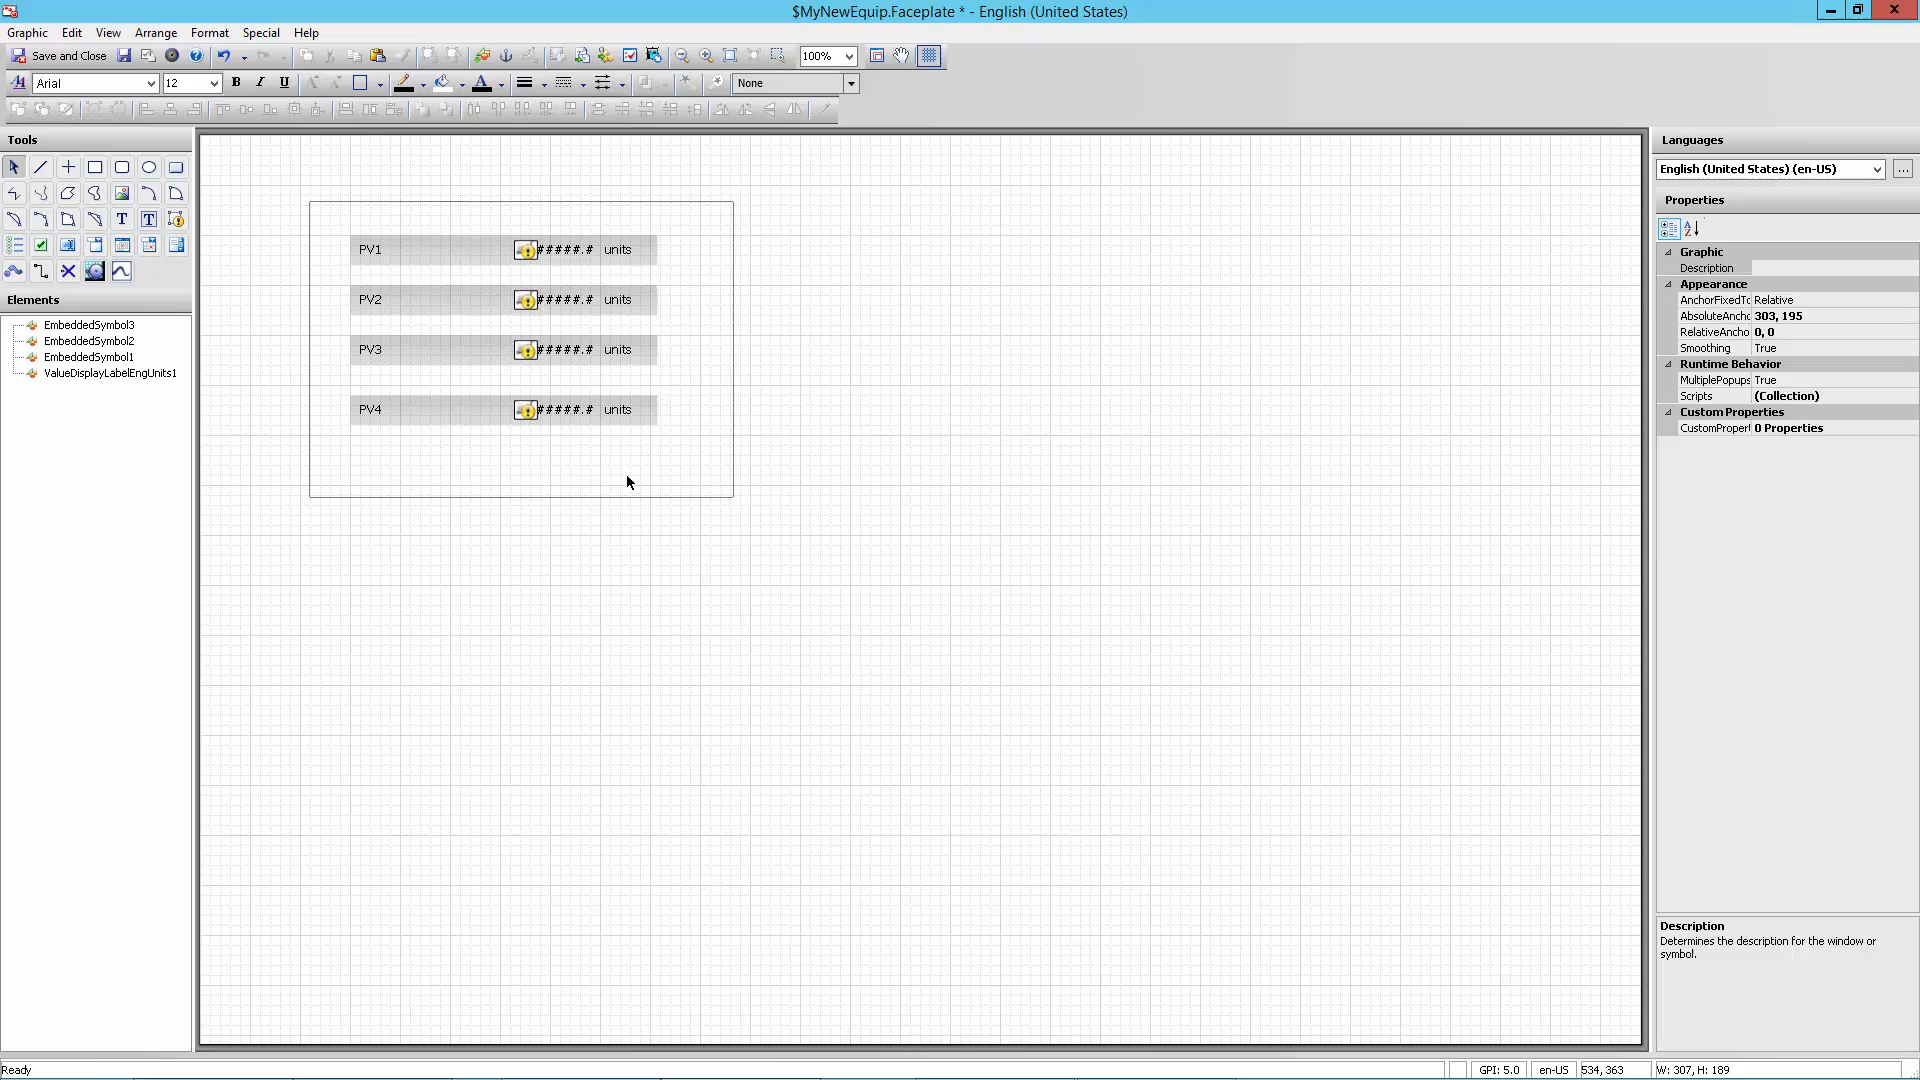 $MyNewEquip.Faceplate * - English (United States)
Graphic Edit View Arrange Format Special Help
Save and Close 100%
Arial 12 B I U A None
Tools
T T
Elements
EmbeddedSymbol3
EmbeddedSymbol2
EmbeddedSymbol1
ValueDisplayLabelEngUnits1
PV1 #####.# units
PV2 #####.# units
PV3 #####.# units
PV4 #####.# units
Languages
English (United States) (en-US) ...
Properties
Graphic
Description
Appearance
AnchorFixedTo Relative
AbsoluteAncho 303, 195
RelativeAncho 0, 0
Smoothing True
Runtime Behavior
MultiplePopups True
Scripts (Collection)
Custom Properties
CustomPropert 0 Properties
Description
Determines the description for the window or
symbol.
Ready GPI: 5.0 en-US 534, 363 W: 307, H: 189